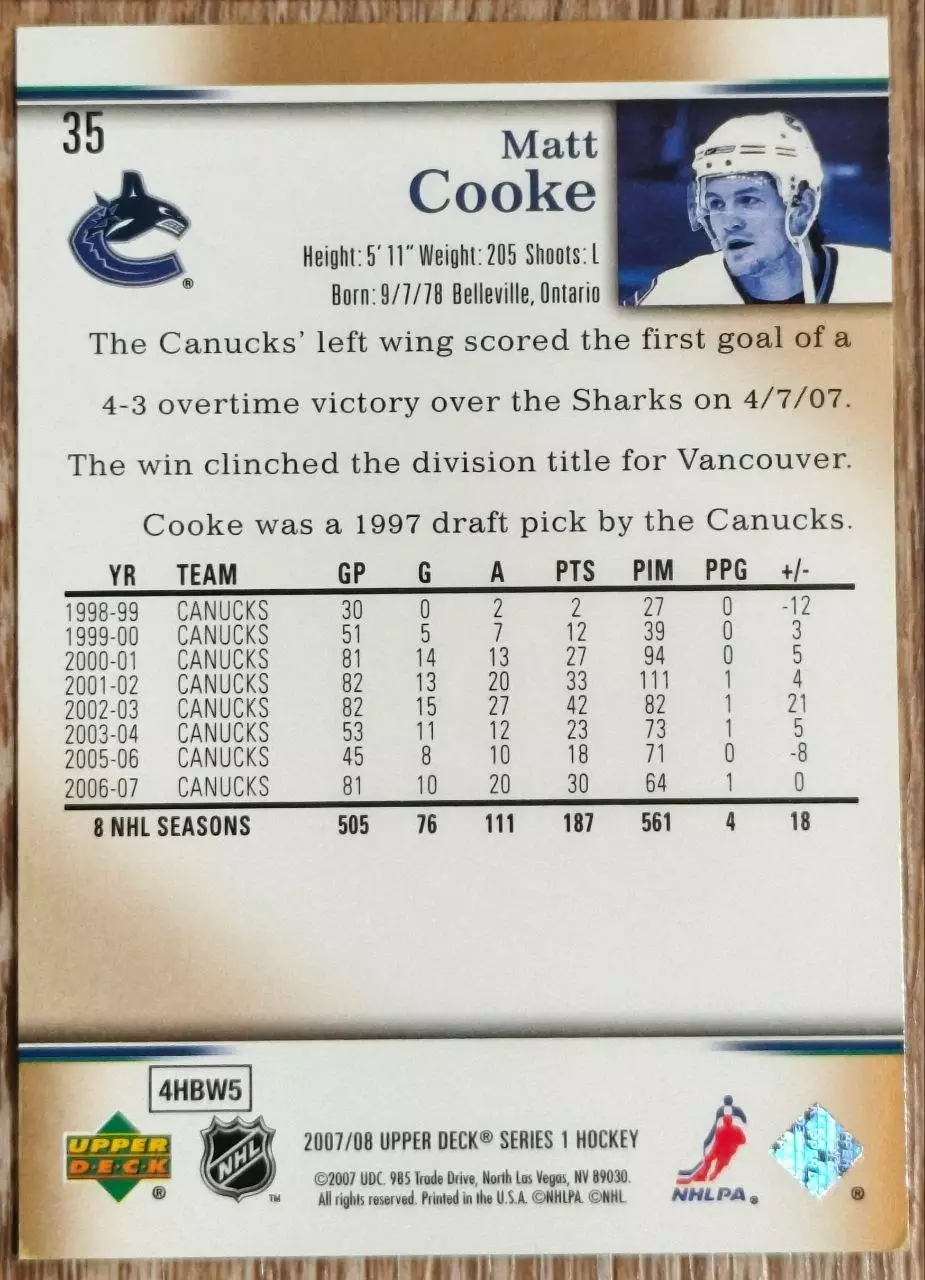 35
Matt
Cooke
Height: 5' 11" Weight: 205 Shoots: L
Born: 9/7/78 Belleville, Ontario
The Canucks' left wing scored the first goal of a
4-3 overtime victory over the Sharks on 4/7/07.
The win clinched the division title for Vancouver.
Cooke was a 1997 draft pick by the Canucks.
YR TEAM GP G A PTS PIM PPG +/-
1998-99 CANUCKS 30 0 2 2 27 0 -12
1999-00 CANUCKS 51 5 7 12 39 0 3
2000-01 CANUCKS 81 14 13 27 94 0 5
2001-02 CANUCKS 82 13 20 33 111 1 4
2002-03 CANUCKS 82 15 27 42 82 1 21
2003-04 CANUCKS 53 11 12 23 73 1 5
2005-06 CANUCKS 45 8 10 18 71 0 -8
2006-07 CANUCKS 81 10 20 30 64 1 0
8 NHL SEASONS 505 76 111 187 561 4 18
4HBW5
UPPER
DECK
NHL
2007/08 UPPER DECK® SERIES 1 HOCKEY
©2007 UDC. 985 Trade Drive, North Las Vegas, NV 89030.
All rights reserved. Printed in the U.S.A. ©NHLPA. ©NHL.
NHLPA